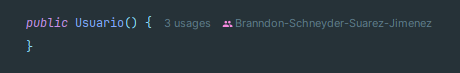 public Usuario() { 3 usages Branndon-Schneyder-Suarez-Jimenez
}